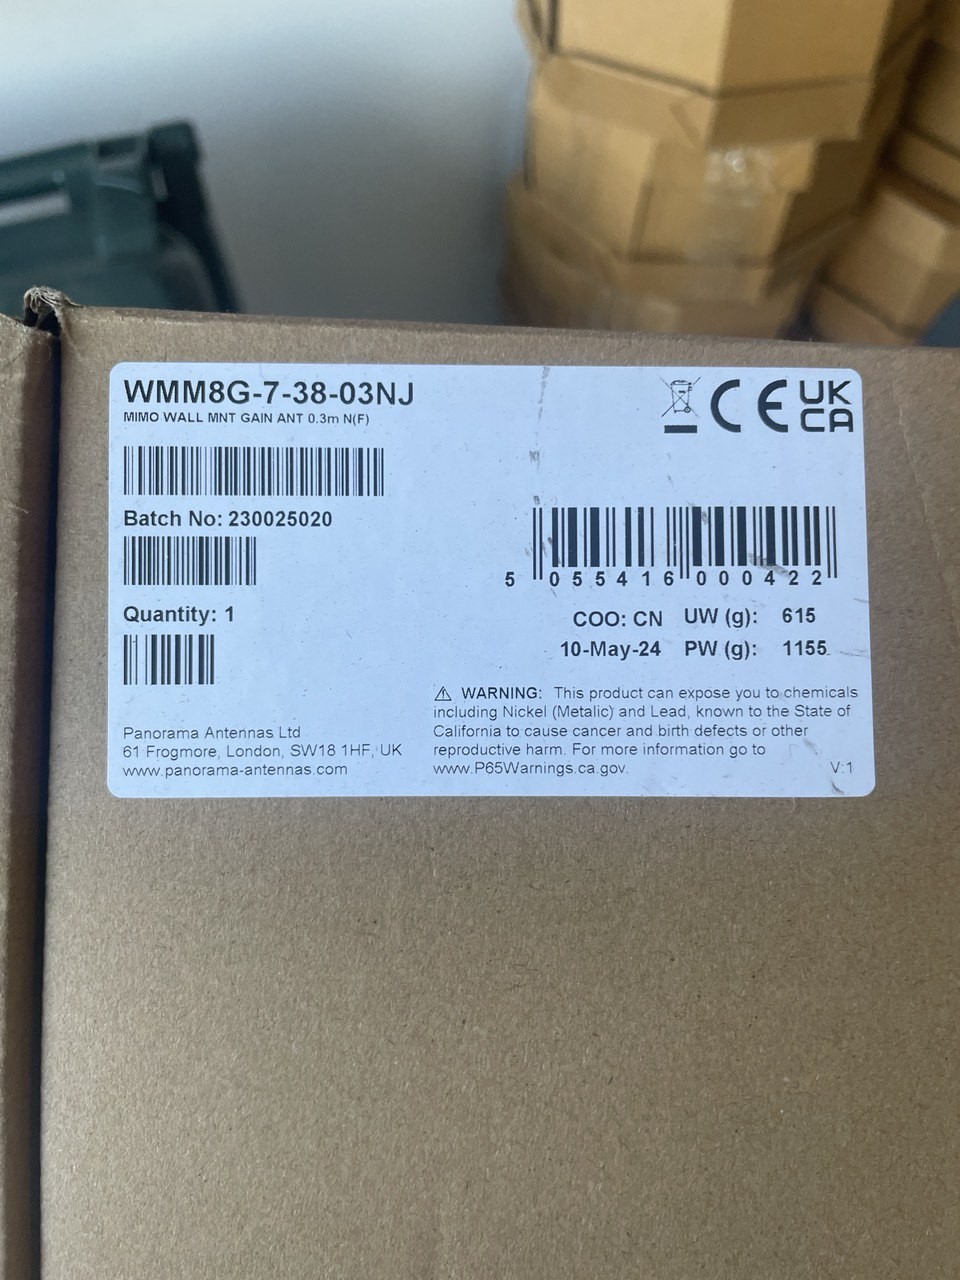 WMM8G-7-38-03NJ
MIMO WALL MNT GAIN ANT 0.3m N(F)
CE UK
CA
Batch No: 230025020
5 055416 000422
Quantity: 1
COO: CN UW (g): 615
10-May-24 PW (g): 1155
⚠ WARNING: This product can expose you to chemicals
including Nickel (Metalic) and Lead, known to the State of
California to cause cancer and birth defects or other
reproductive harm. For more information go to
www.P65Warnings.ca.gov.
V:1
Panorama Antennas Ltd
61 Frogmore, London, SW18 1HF, UK
www.panorama-antennas.com